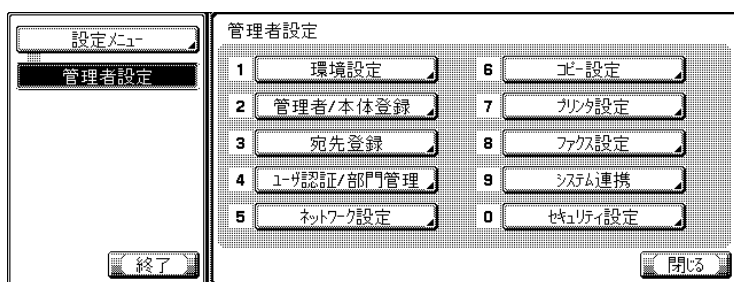 設定メニュー
管理者設定
終了
管理者設定
1 環境設定
2 管理者/本体登録
3 宛先登録
4 ユーザ認証/部門管理
5 ネットワーク設定
6 コピー設定
7 プリンタ設定
8 ファクス設定
9 システム連携
0 セキュリティ設定
閉じる